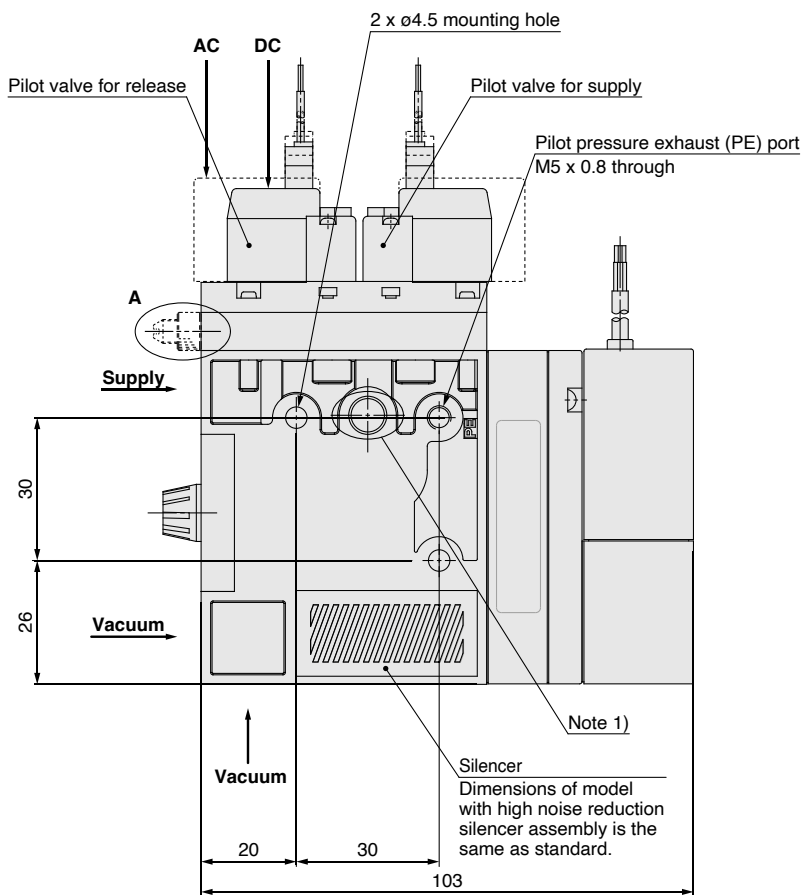 2 x ø4.5 mounting hole
AC
DC
Pilot valve for release
Pilot valve for supply
Pilot pressure exhaust (PE) port
M5 x 0.8 through
A
Supply
PE
30
26
Vacuum
Note 1)
Vacuum
Silencer
Dimensions of model
with high noise reduction
silencer assembly is the
same as standard.
20
30
103